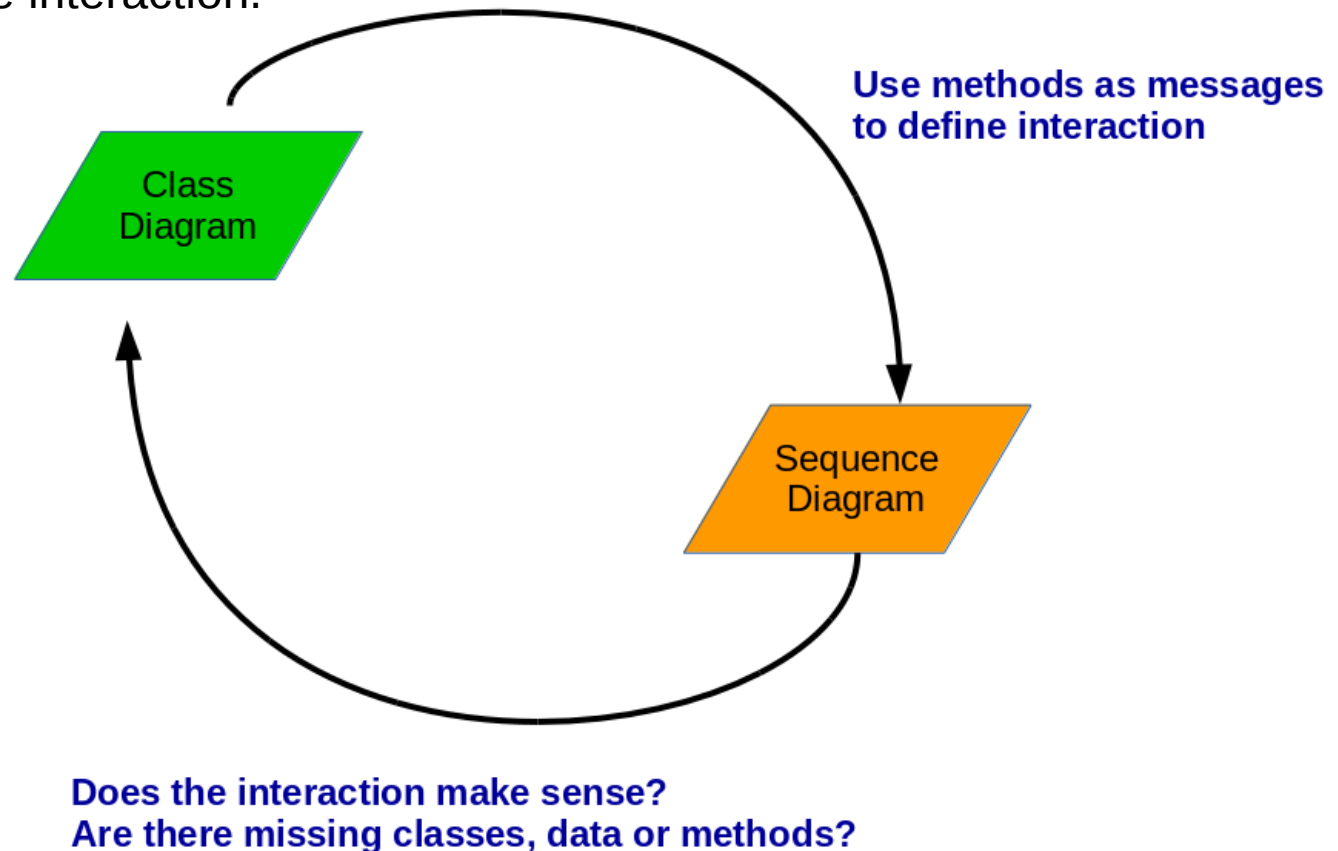 interaction.
Use methods as messages
to define interaction
Class
Diagram
Sequence
Diagram
Does the interaction make sense?
Are there missing classes, data or methods?